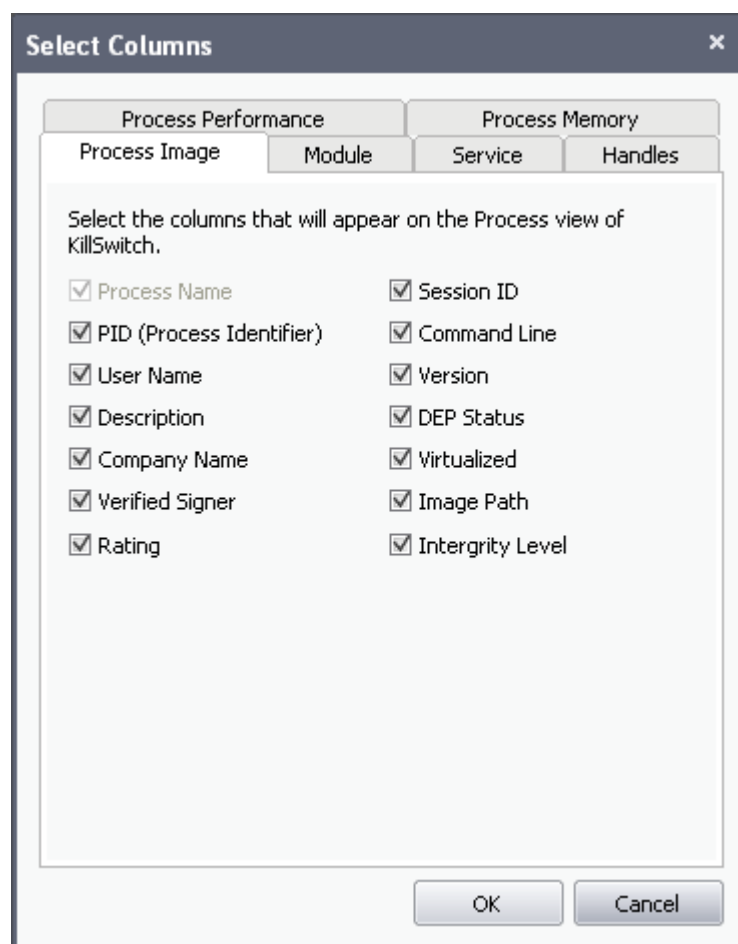 Select Columns
Process Performance
Process Memory
Process Image
Module
Service
Handles
Select the columns that will appear on the Process view of
KillSwitch.
Process Name
Session ID
PID (Process Identifier)
Command Line
User Name
Version
Description
DEP Status
Company Name
Virtualized
Verified Signer
Image Path
Rating
Intergrity Level
OK
Cancel